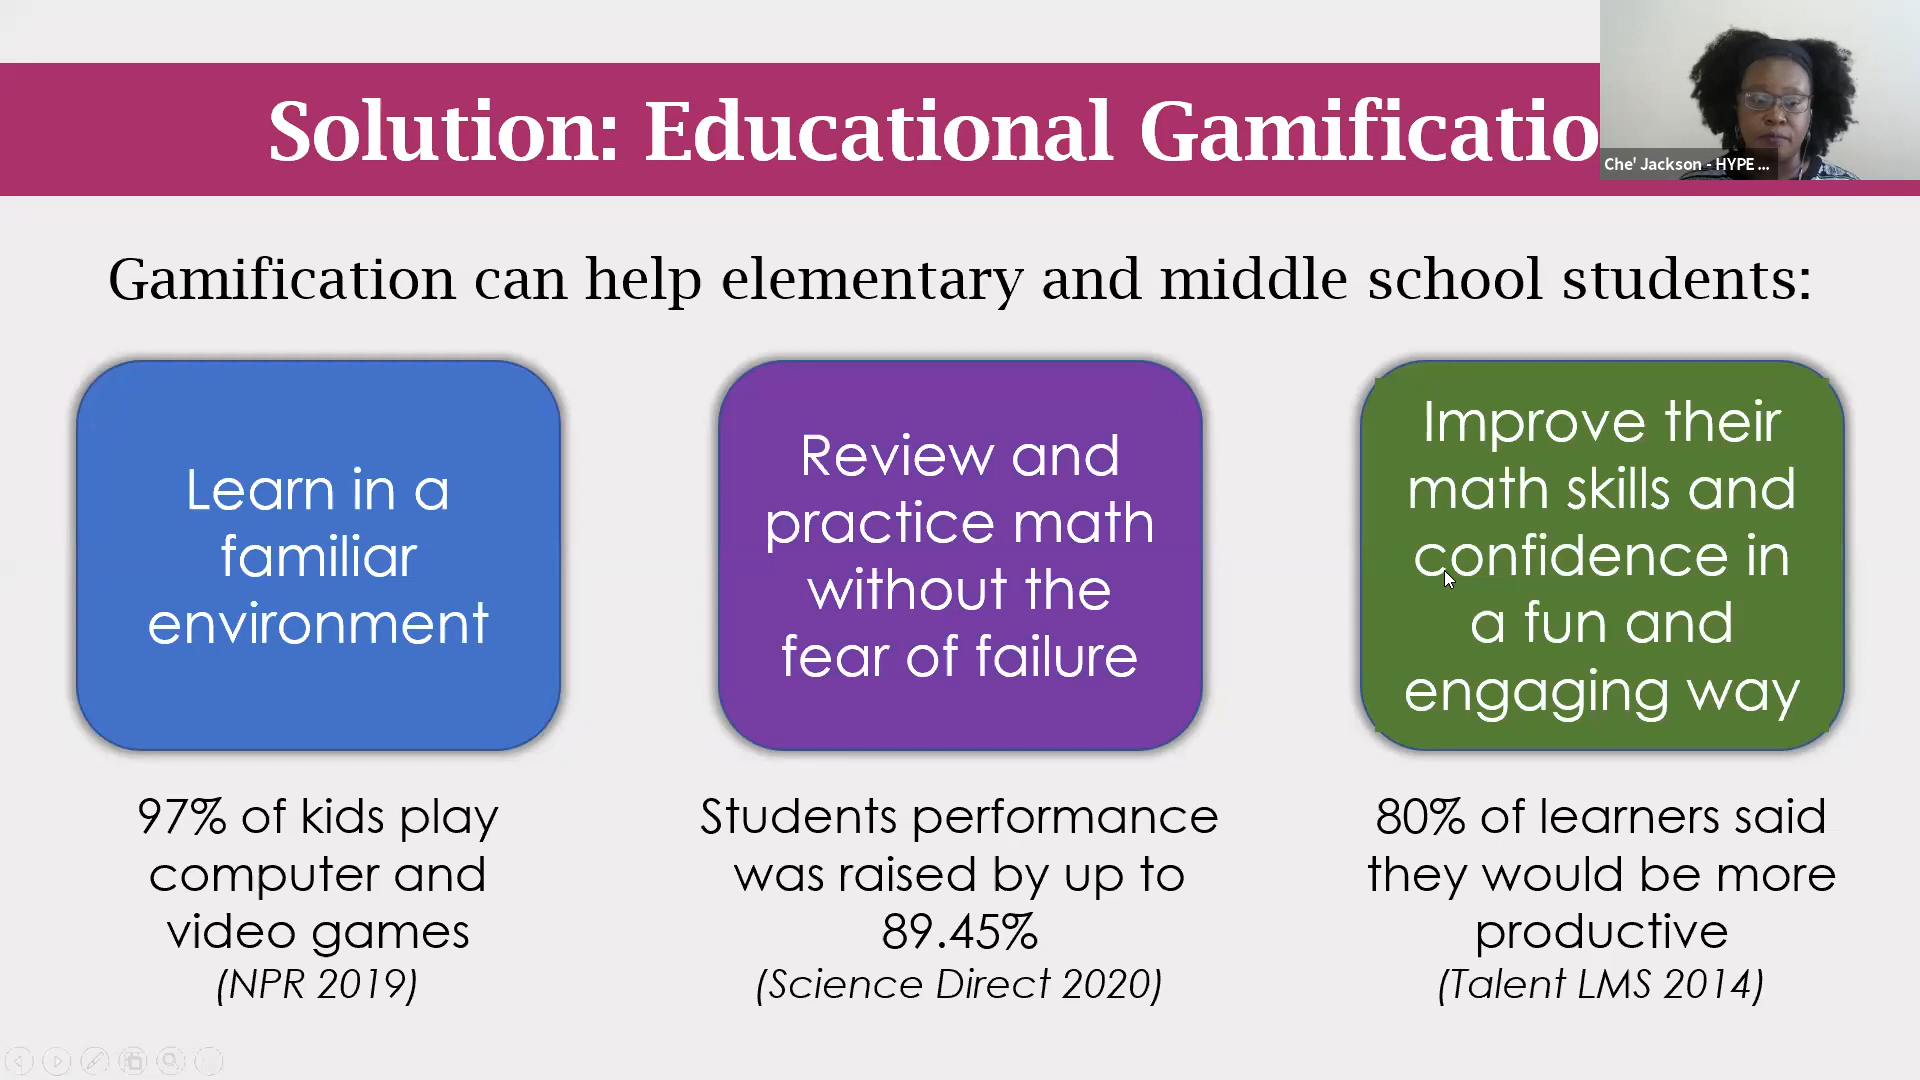 Solution: Educational Gamificatio
Che' Jackson - HYPE ...
Gamification can help elementary and middle school students:
Learn in a
familiar
environment
Review and
practice math
without the
fear of failure
Improve their
math skills and
confidence in
a fun and
engaging way
97% of kids play
computer and
video games
(NPR 2019)
Students performance
was raised by up to
89.45%
(Science Direct 2020)
80% of learners said
they would be more
productive
(Talent LMS 2014)